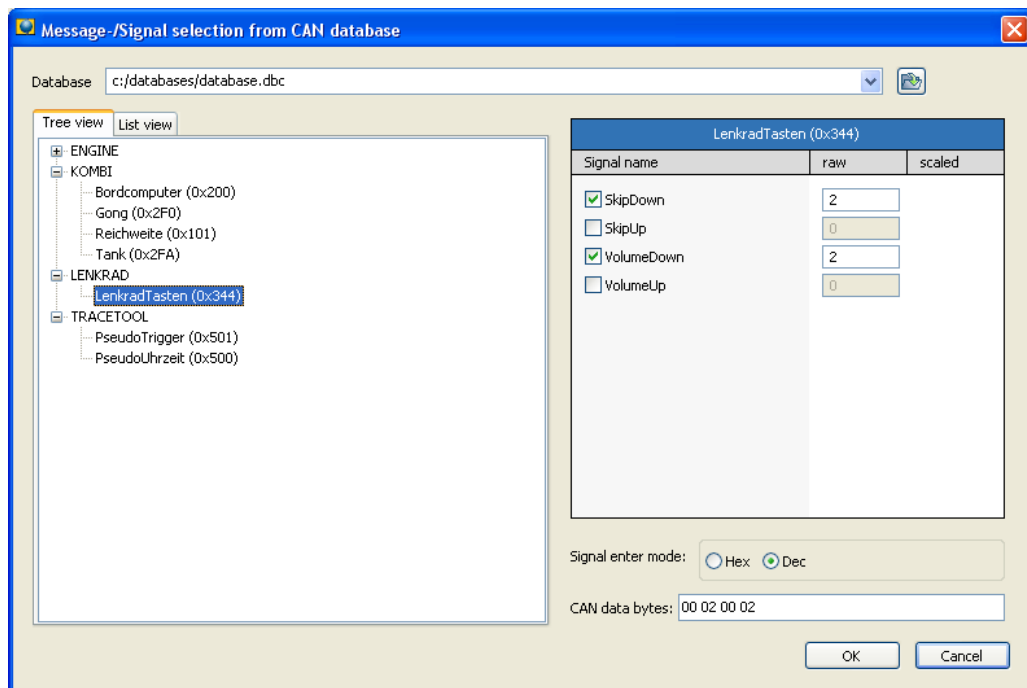 Message-/Signal selection from CAN database
Database c:/databases/database.dbc
Tree view List view
ENGINE
KOMBI
Bordcomputer (0x200)
Gong (0x2F0)
Reichweite (0x101)
Tank (0x2FA)
LENKRAD
LenkradTasten (0x344)
TRACETOOL
PseudoTrigger (0x501)
PseudoUhrzeit (0x500)
LenkradTasten (0x344)
Signal name raw scaled
SkipDown 2
SkipUp 0
VolumeDown 2
VolumeUp 0
Signal enter mode: Hex Dec
CAN data bytes: 00 02 00 02
OK Cancel